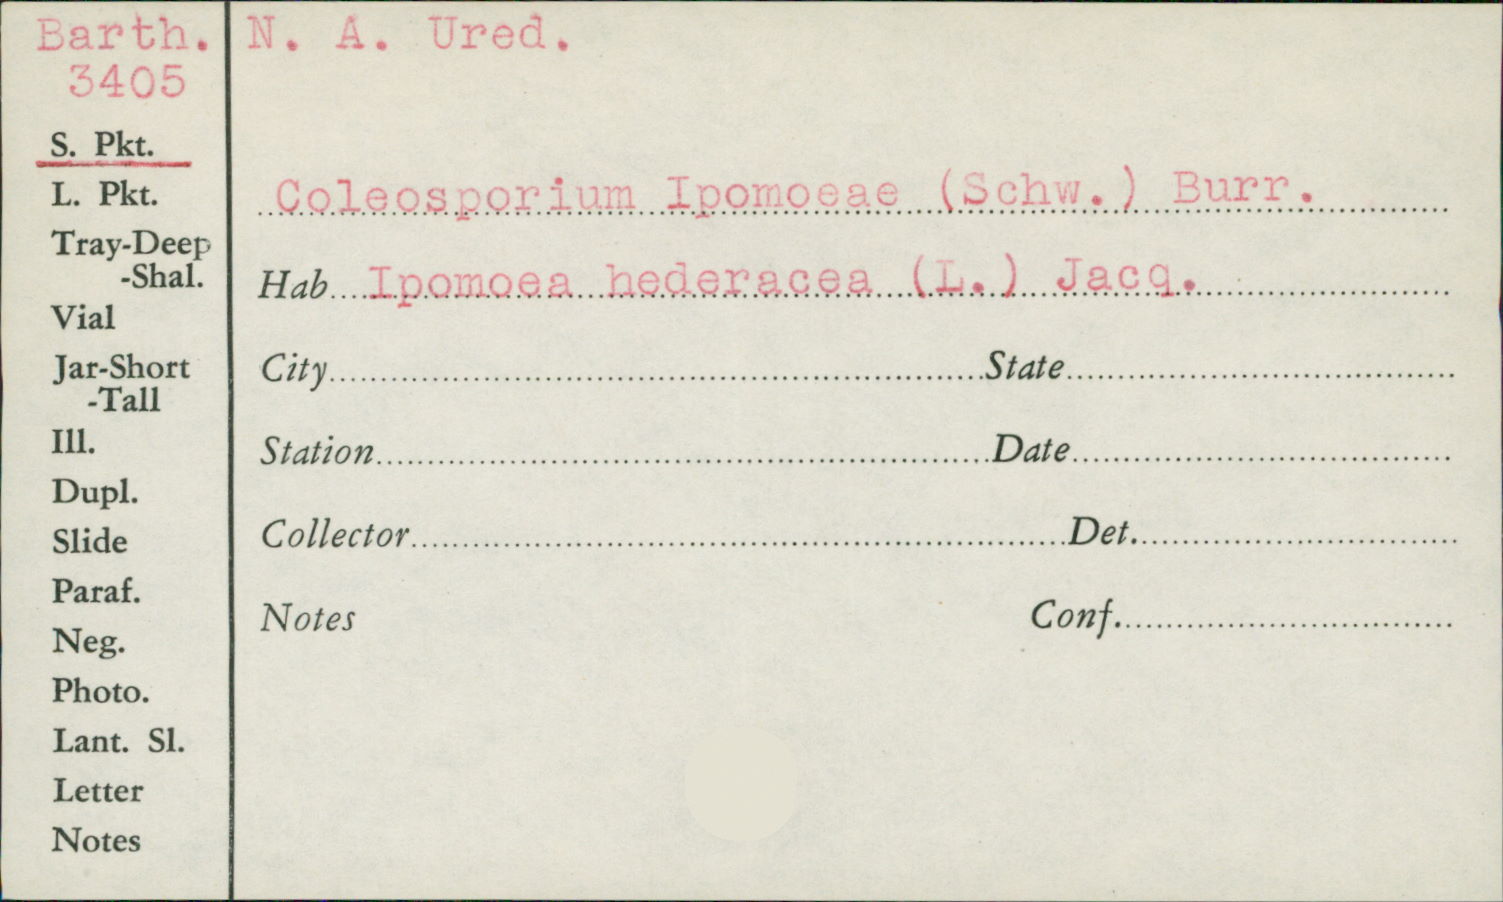 Barth. N. A. Ured.
3405
S. Pkt.
L. Pkt.
Tray-Deep
-Shal.
Vial
Jar-Short
-Tall
Ill.
Dupl.
Slide
Paraf.
Neg.
Photo.
Lant. Sl.
Letter
Notes
Coleosporium Ipomoeae (Schw.) Burr.
Hab Ipomoea hederacea (L.) Jacq.
City State
Station Date
Collector Det.
Notes Conf.